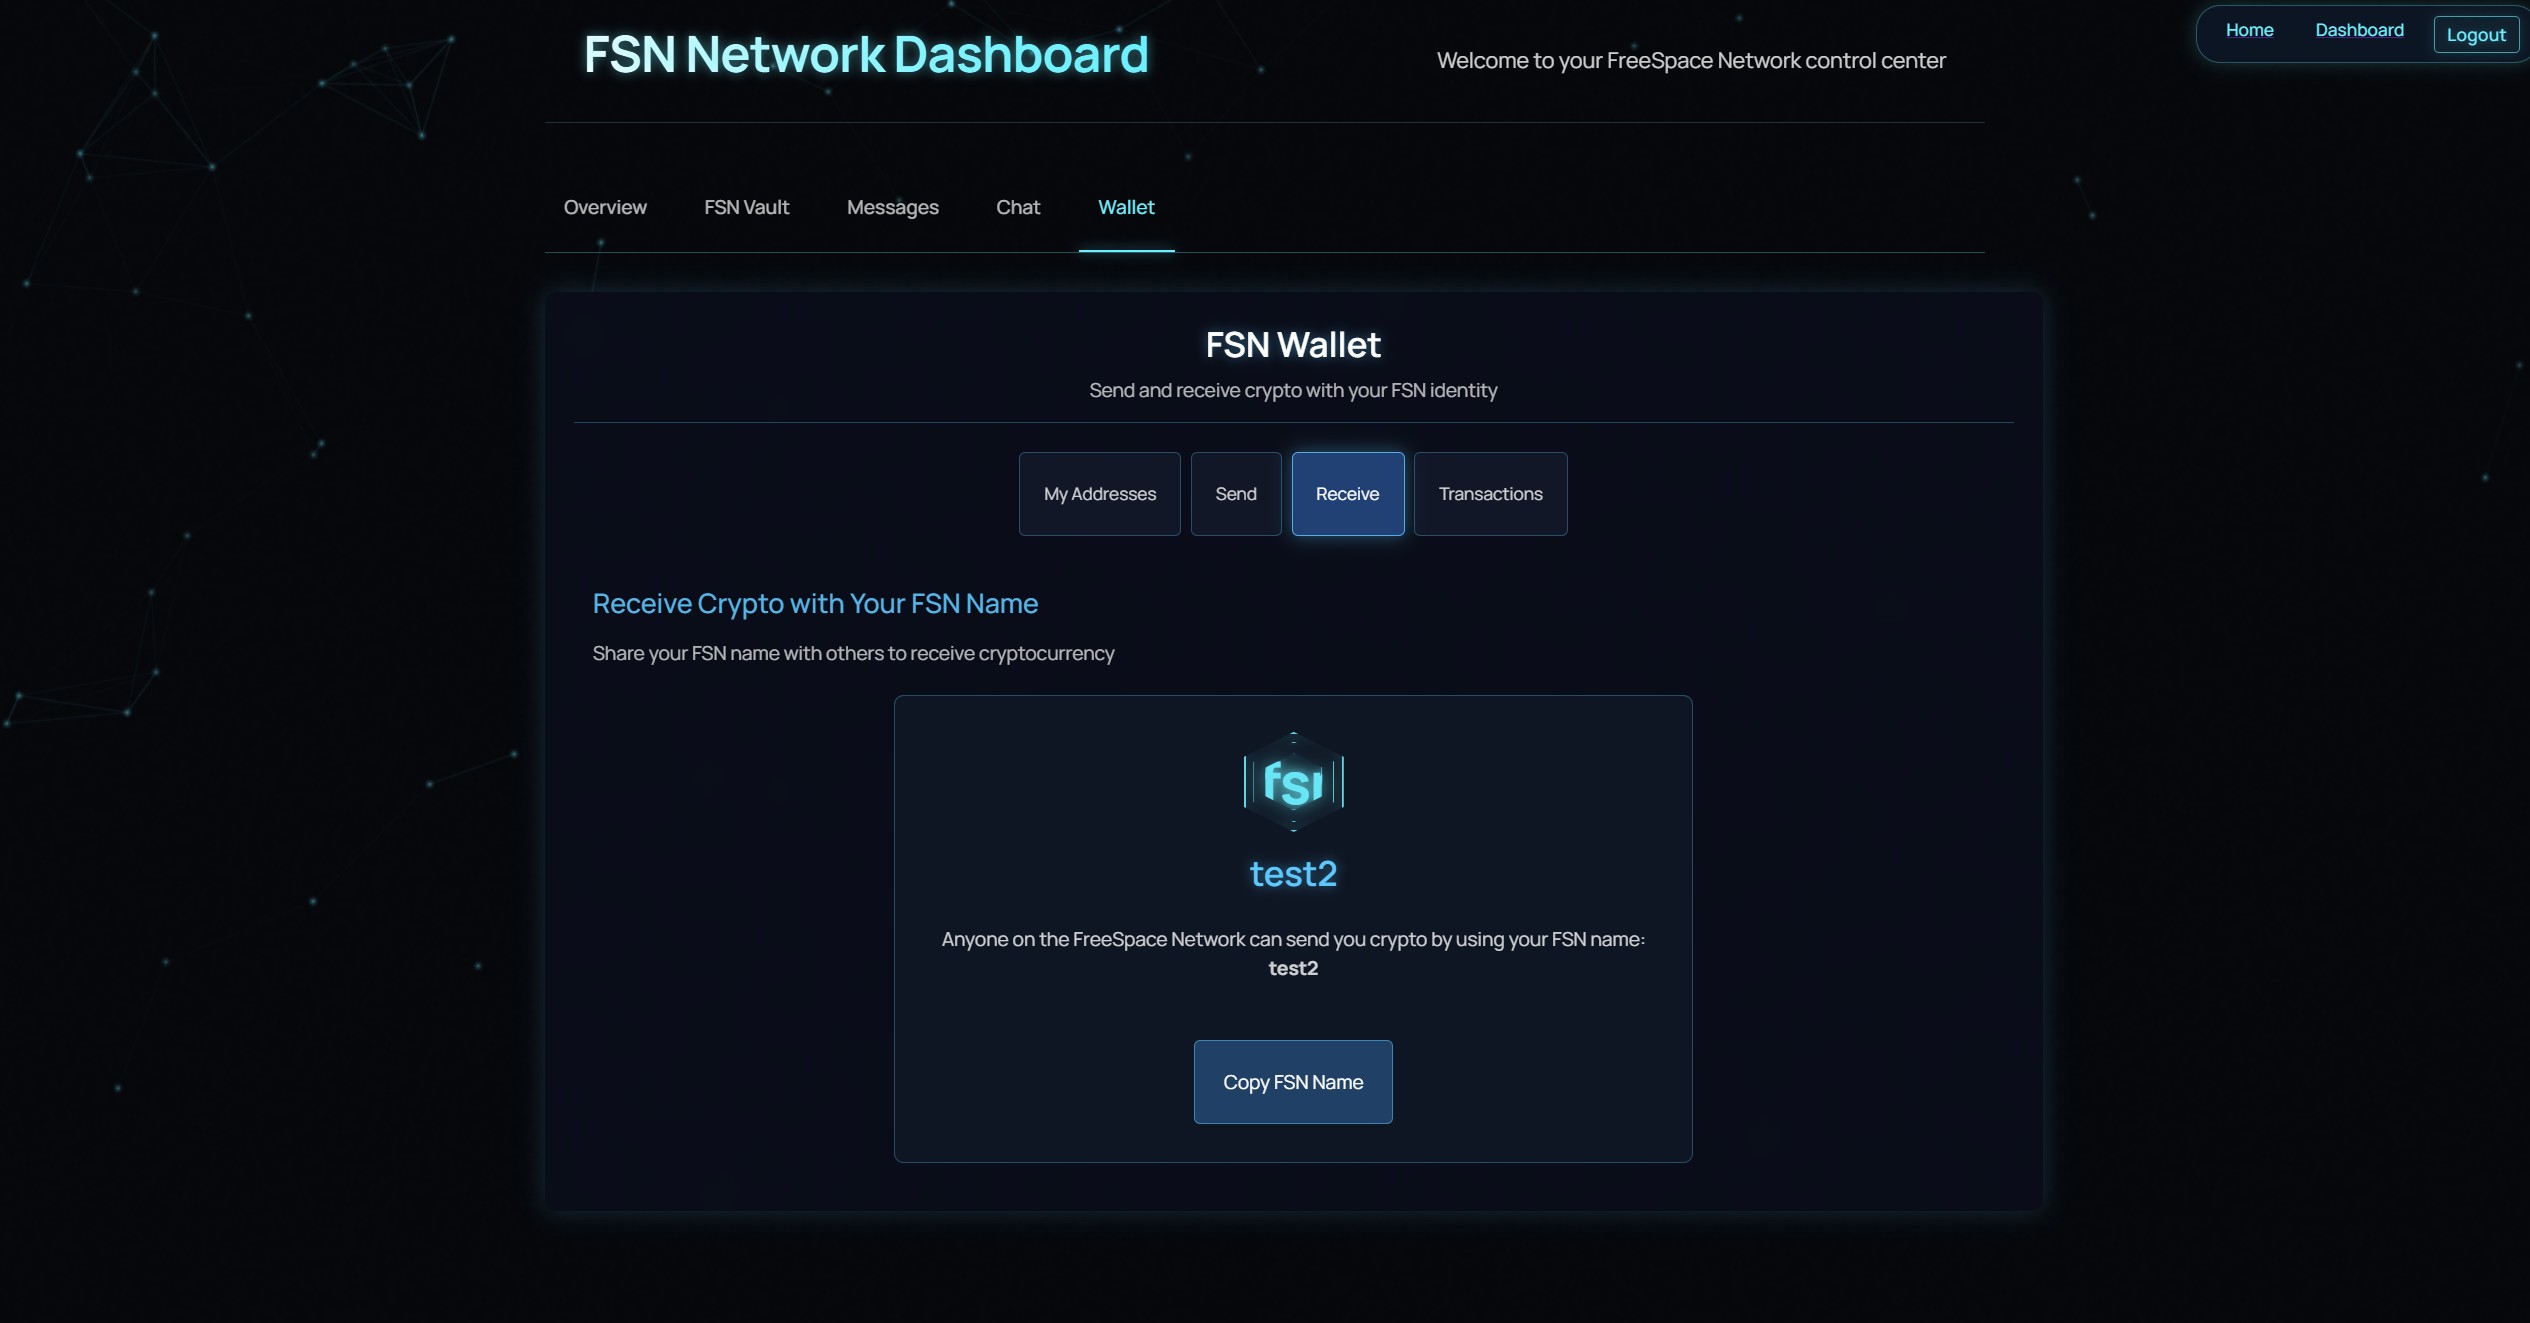 FSN Network Dashboard
Welcome to your FreeSpace Network control center
Home
Dashboard
Logout
Overview
FSN Vault
Messages
Chat
Wallet
FSN Wallet
Send and receive crypto with your FSN identity
My Addresses
Send
Receive
Transactions
Receive Crypto with Your FSN Name
Share your FSN name with others to receive cryptocurrency
test2
Anyone on the FreeSpace Network can send you crypto by using your FSN name:
test2
Copy FSN Name